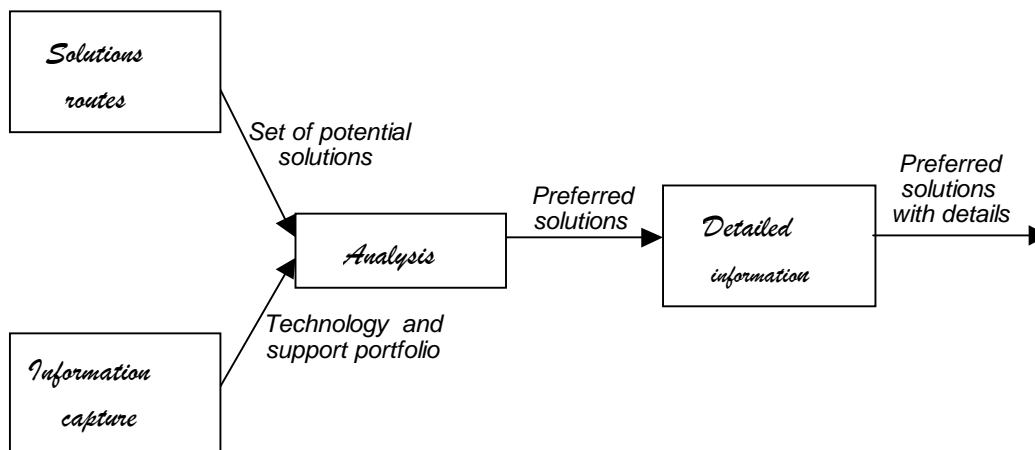 Solutions
routes
Set of potential
solutions
Analysis
Technology and
support portfolio
Information
capture
Preferred
solutions
Detailed
information
Preferred
solutions
with details